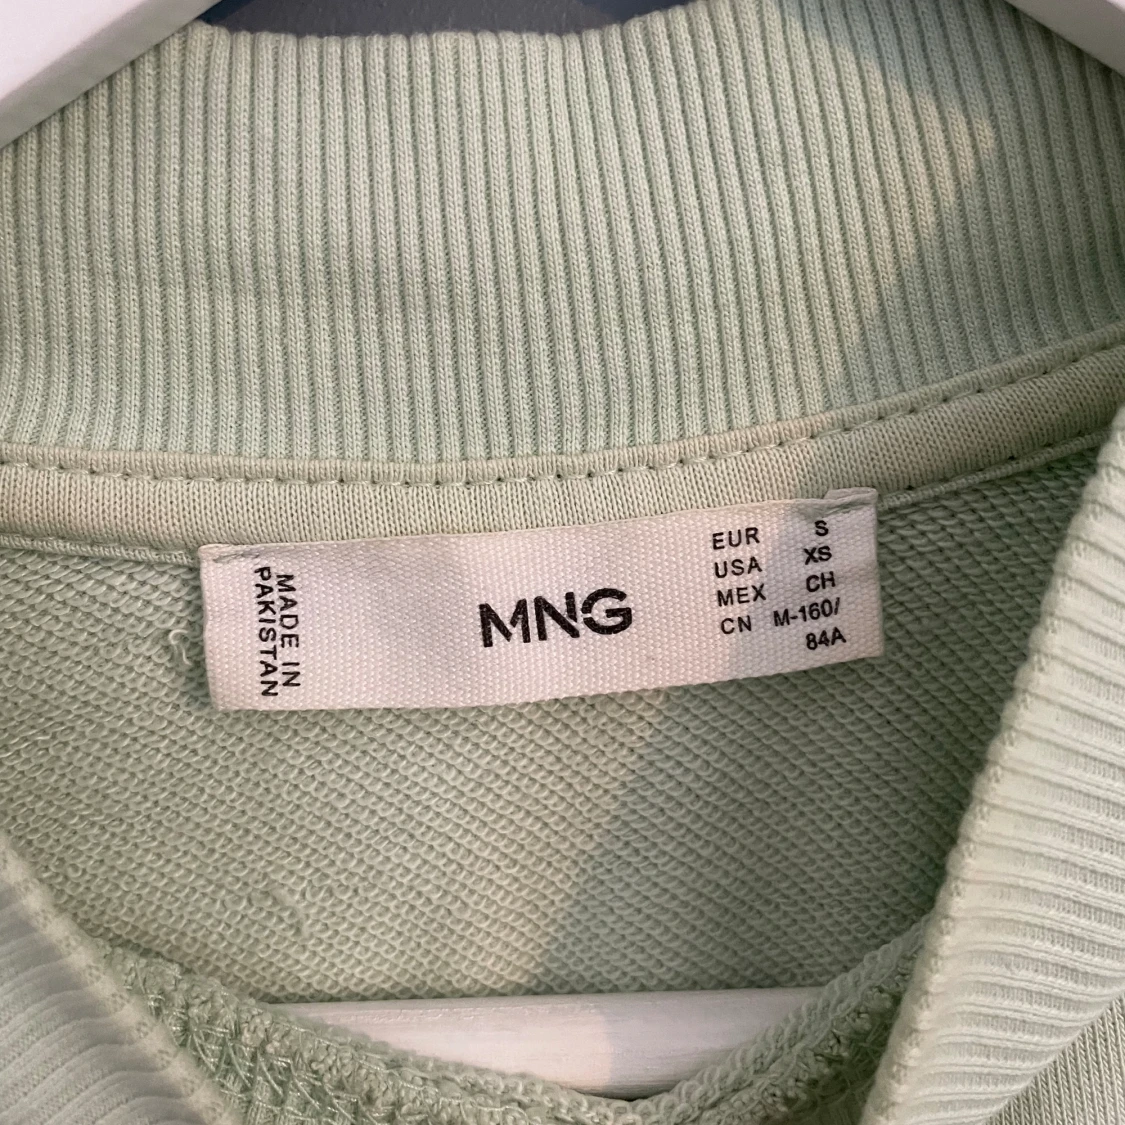 MADE IN
PAKISTAN
MNG
EUR S
USA XS
MEX CH
CN M-160/
84A